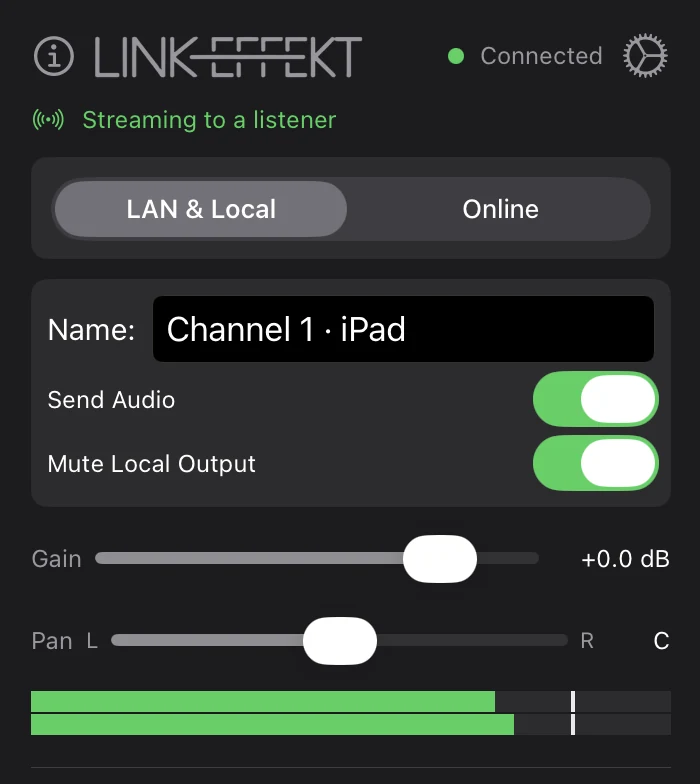 LINK-EFFEKT
Connected
Streaming to a listener
LAN & Local
Online
Name: Channel 1 · iPad
Send Audio
Mute Local Output
Gain +0.0 dB
Pan L R C